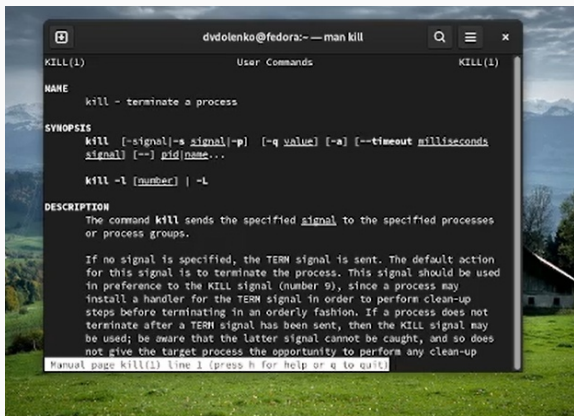 dvdolenko@fedora:~ — man kill
KILL(1) User Commands KILL(1)
NAME
kill - terminate a process
SYNOPSIS
kill [-signal|-s signal|-p] [-q value] [-a] [--timeout milliseconds
signal] [--] pid|name...
kill -l [number] | -L
DESCRIPTION
The command kill sends the specified signal to the specified processes
or process groups.
If no signal is specified, the TERM signal is sent. The default action
for this signal is to terminate the process. This signal should be used
in preference to the KILL signal (number 9), since a process may
install a handler for the TERM signal in order to perform clean-up
steps before terminating in an orderly fashion. If a process does not
terminate after a TERM signal has been sent, then the KILL signal may
be used; be aware that the latter signal cannot be caught, and so does
not give the target process the opportunity to perform any clean-up
Manual page kill(1) line 1 (press h for help or q to quit)